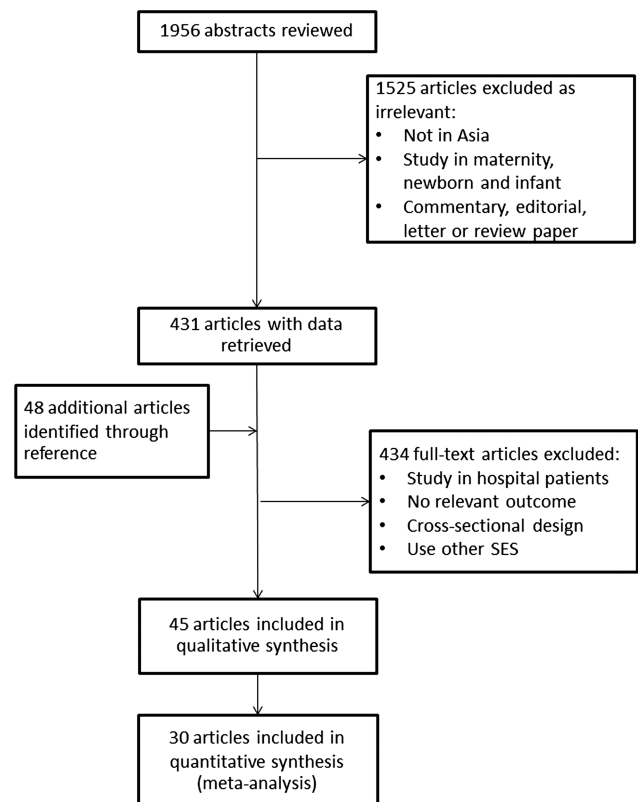 1956 abstracts reviewed
1525 articles excluded as
irrelevant:
• Not in Asia
• Study in maternity,
newborn and infant
• Commentary, editorial,
letter or review paper
431 articles with data
retrieved
48 additional articles
identified through
reference
434 full-text articles excluded:
• Study in hospital patients
• No relevant outcome
• Cross-sectional design
• Use other SES
45 articles included in
qualitative synthesis
30 articles included in
quantitative synthesis
(meta-analysis)